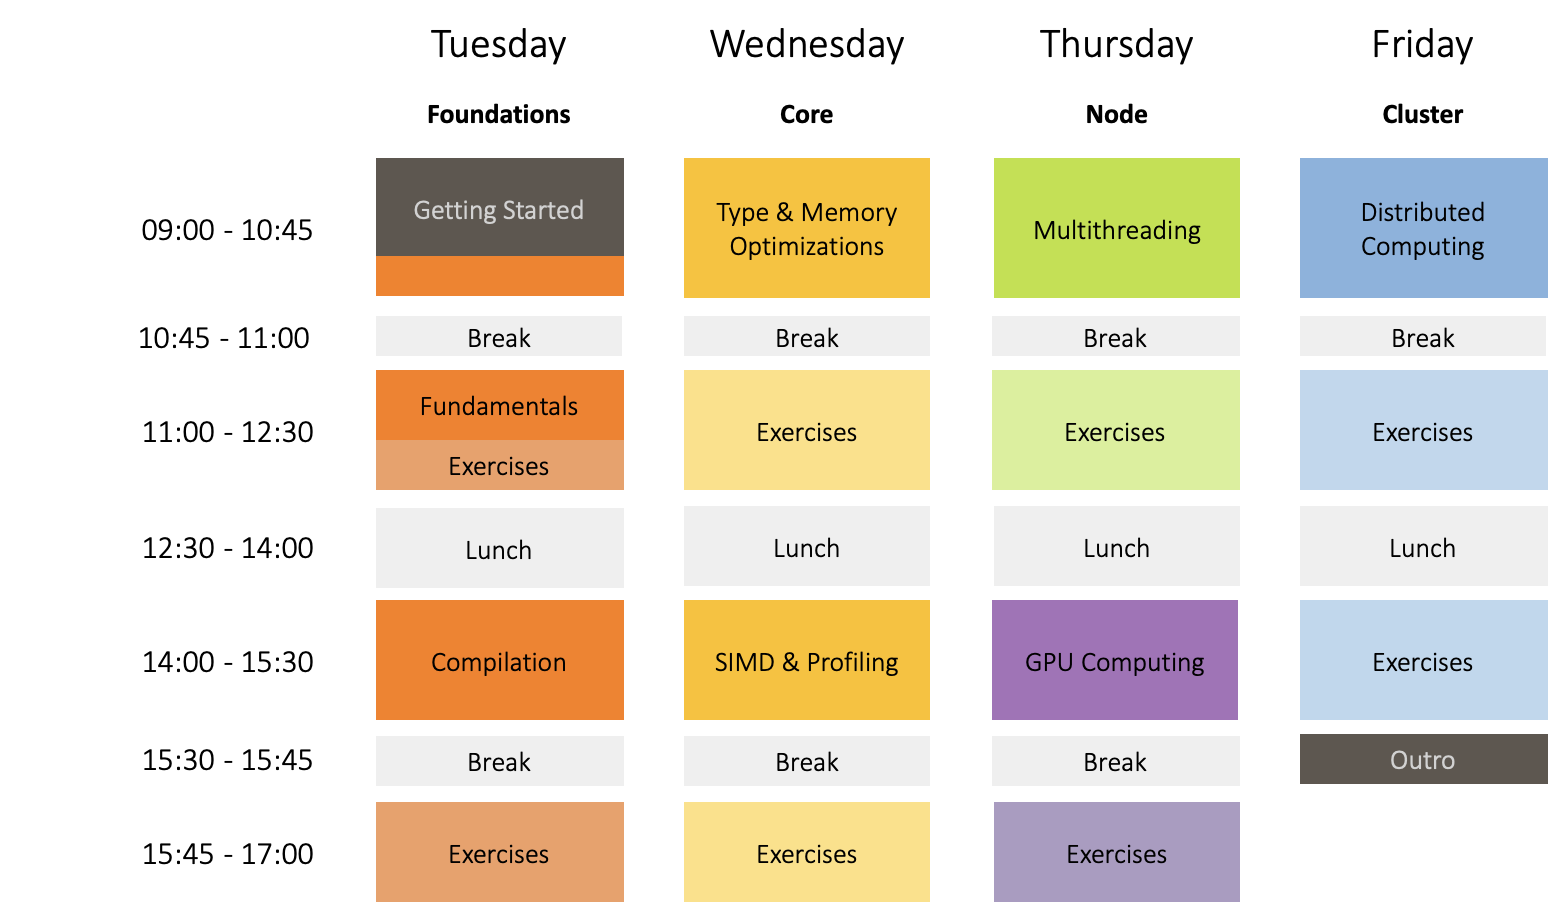 Tuesday Wednesday Thursday Friday
Foundations Core Node Cluster
09:00 - 10:45
Getting Started
Type & Memory
Optimizations
Multithreading
Distributed
Computing
10:45 - 11:00
Break Break Break Break
11:00 - 12:30
Fundamentals
Exercises
Exercises
Exercises
Exercises
12:30 - 14:00
Lunch Lunch Lunch Lunch
14:00 - 15:30
Compilation
SIMD & Profiling
GPU Computing
Exercises
15:30 - 15:45
Break Break Break Outro
15:45 - 17:00
Exercises Exercises Exercises